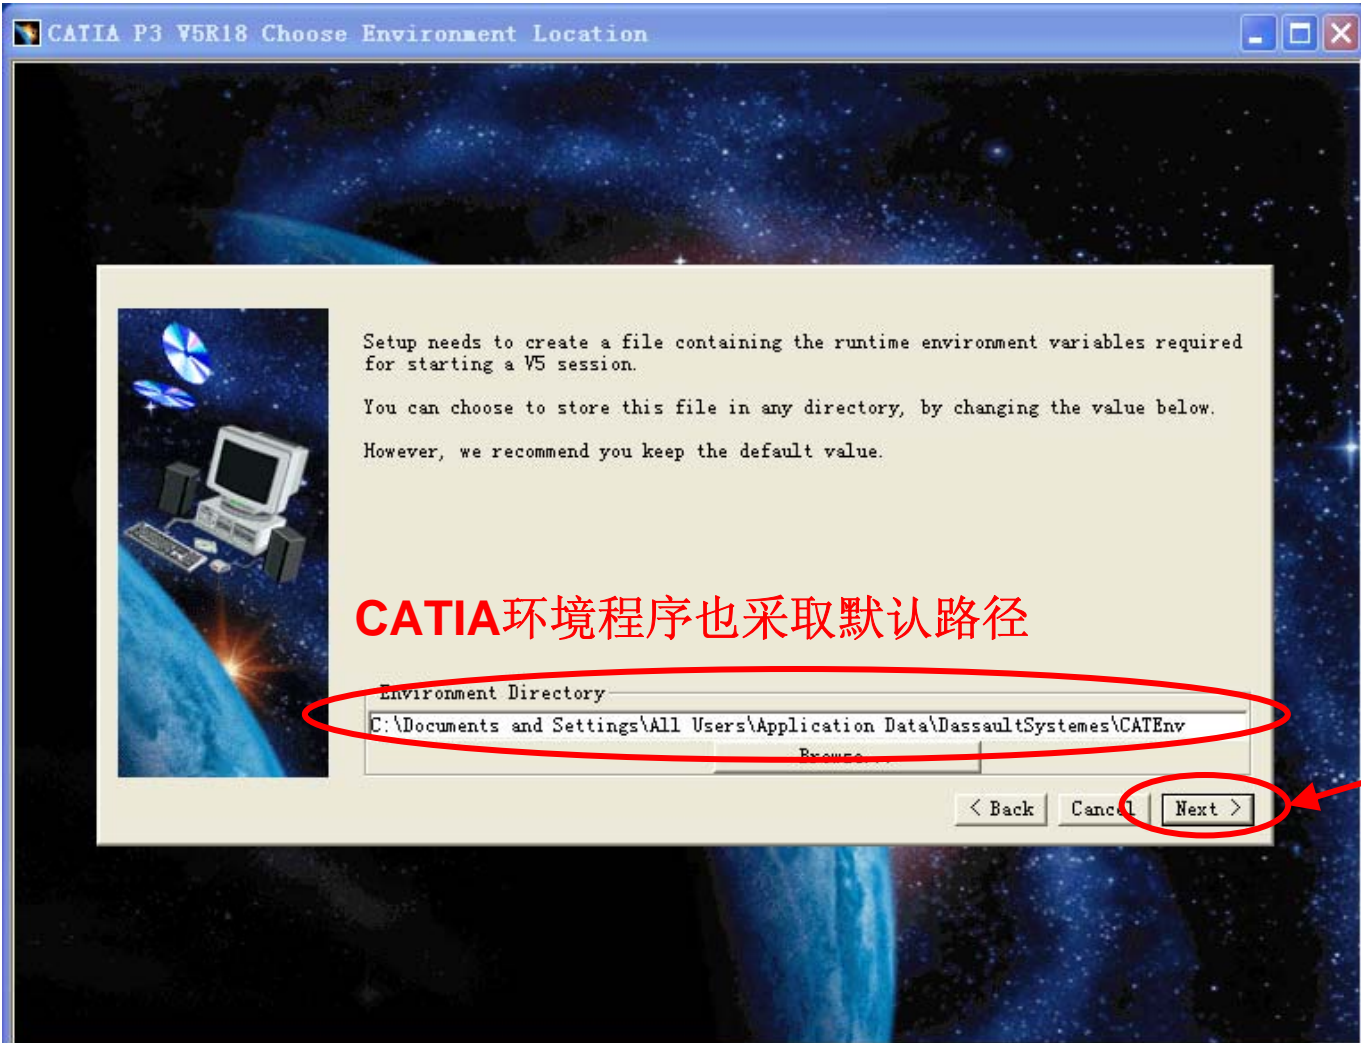 CATIA P3 V5R18 Choose Environment Location
Setup needs to create a file containing the runtime environment variables required
for starting a V5 session.
You can choose to store this file in any directory, by changing the value below.
However, we recommend you keep the default value.
CATIA环境程序也采取默认路径
Environment Directory
C:\Documents and Settings\All Users\Application Data\DassaultSystemes\CATEnv
Browse...
< Back Cancel Next >